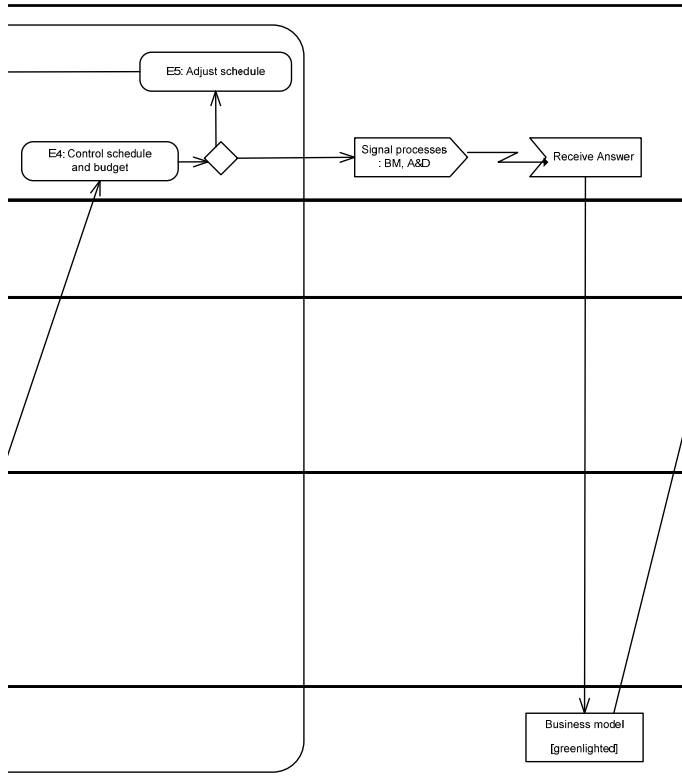 E5: Adjust schedule
E4: Control schedule
and budget
Signal processes
: BM, A&D
Receive Answer
Business model
[greenlighted]